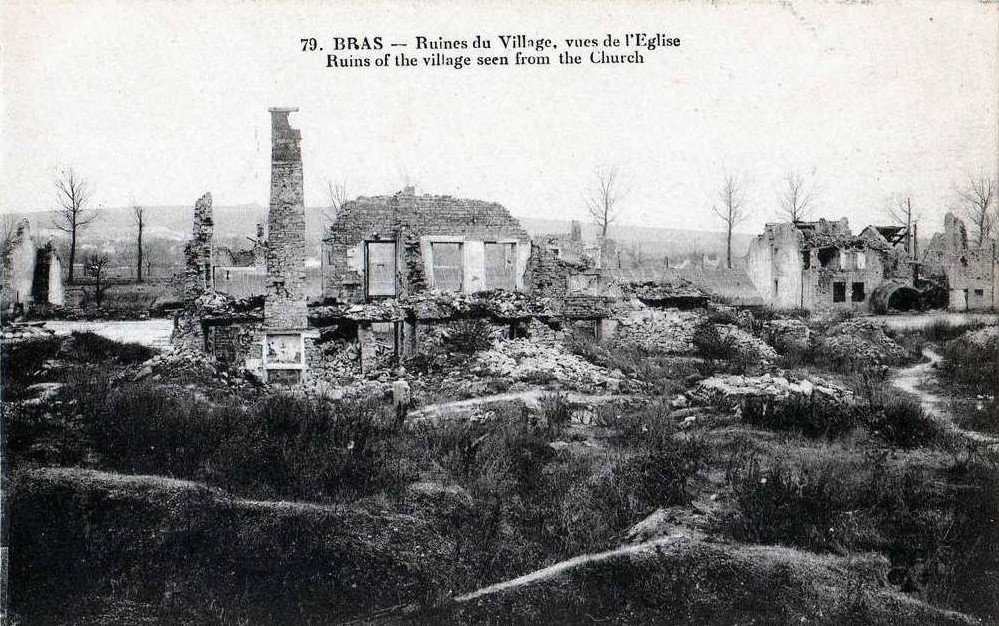 79. BRAS — Ruines du Village, vues de l'Eglise
Ruins of the village seen from the Church